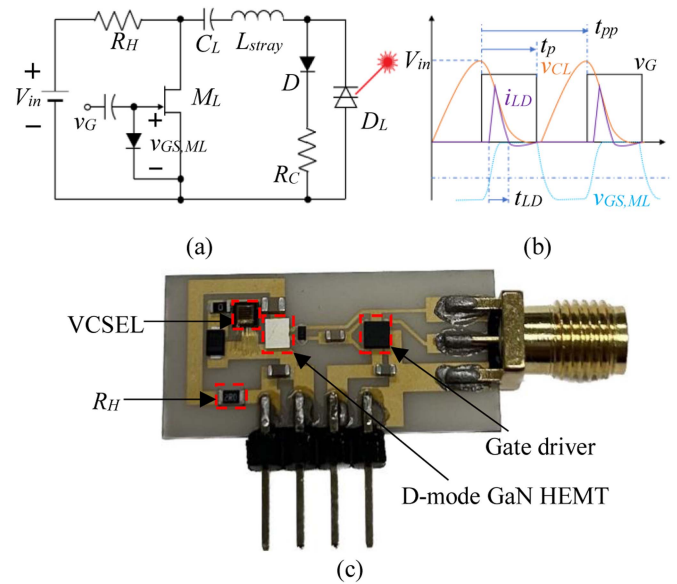 R_H
C_L
L_stray
+
V_in
−
v_G
M_L
+
v_GS,ML
−
D
R_C
D_L
(a)
t_pp
t_p
V_in
v_CL
v_G
i_LD
t_LD
v_GS,ML
(b)
VCSEL
R_H
Gate driver
D-mode GaN HEMT
(c)